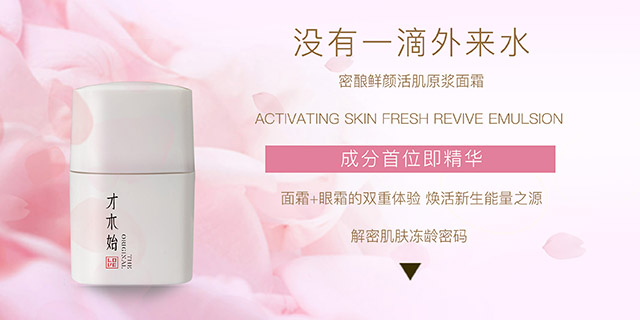 没有一滴外来水
密酿鲜颜活肌原浆面霜
ACTIVATING SKIN FRESH REVIVE EMULSION
成分首位即精华
面霜+眼霜的双重体验 焕活新生能量之源
解密肌肤冻龄密码
才木始
THE
ORIGINAL